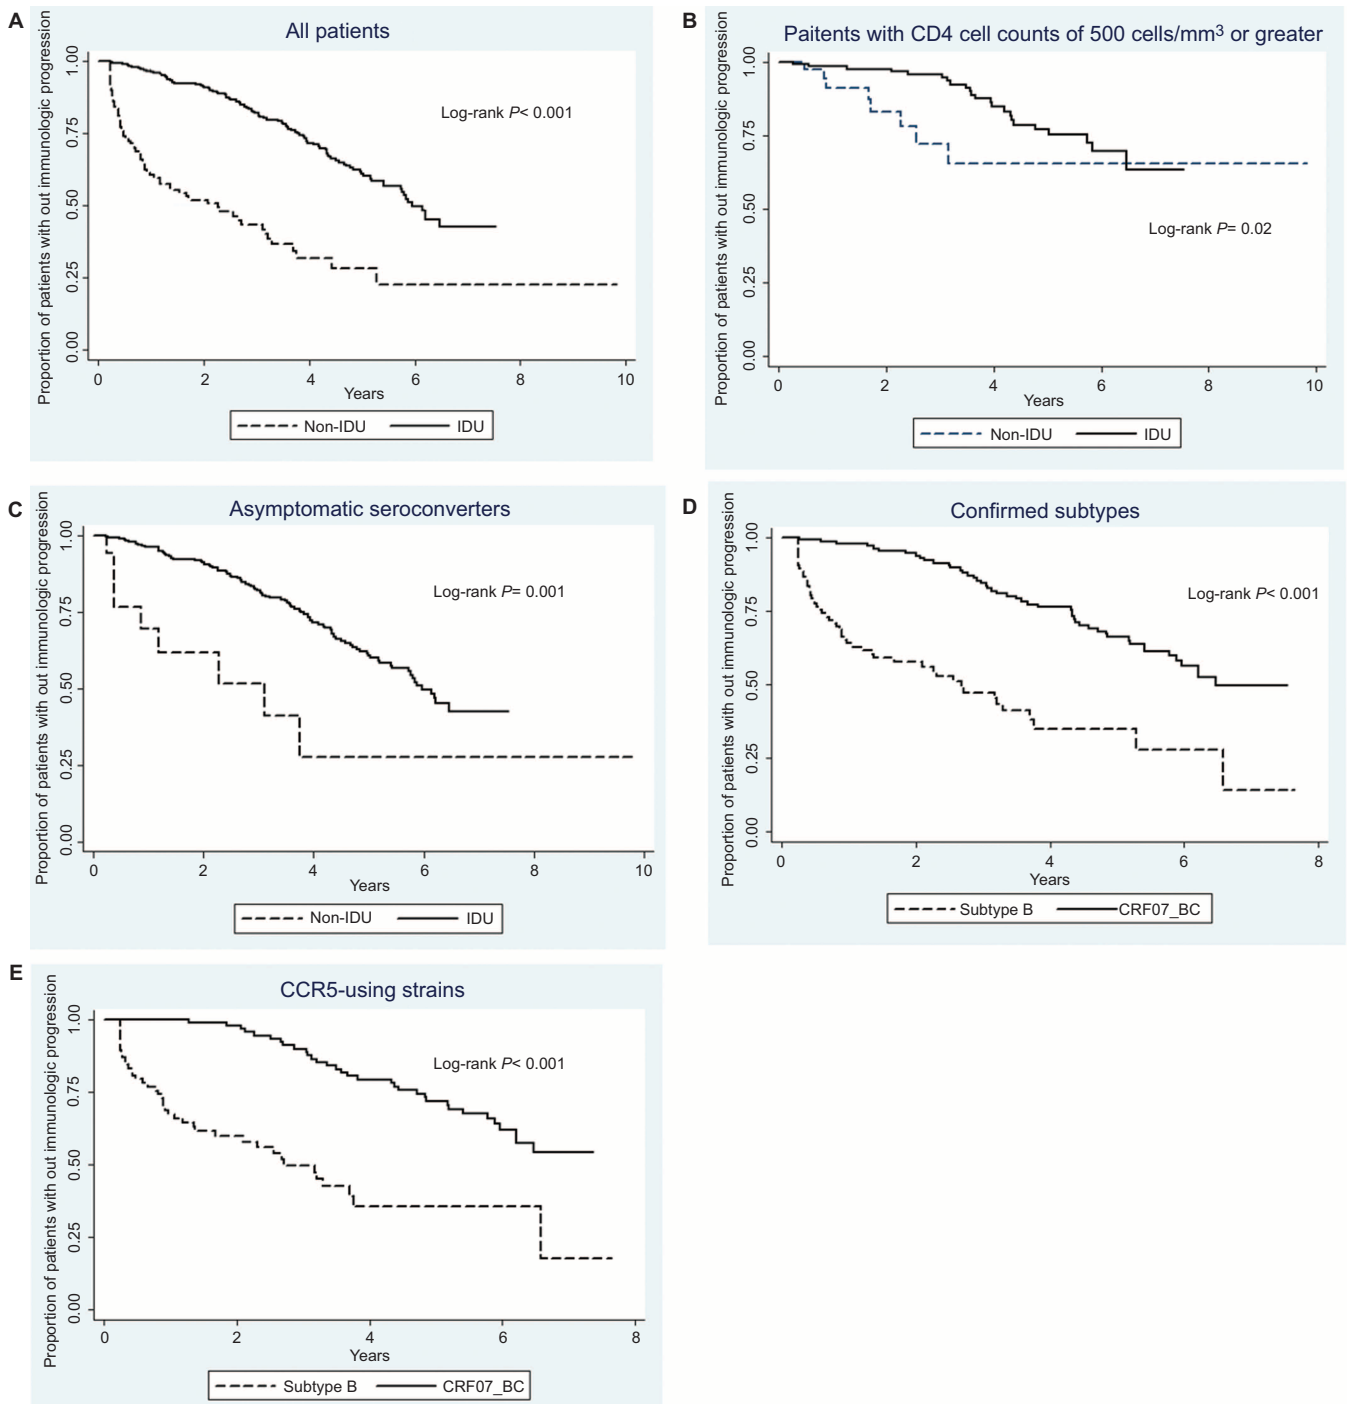 A
All patients
Proportion of patients with out immunologic progression
1.00
0.75
0.50
0.25
0.00
Log-rank P< 0.001
0 2 4 6 8 10
Years
Non-IDU IDU
B
Paitents with CD4 cell counts of 500 cells/mm³ or greater
Proportion of patients with out immunologic progression
1.00
0.75
0.50
0.25
0.00
Log-rank P= 0.02
0 2 4 6 8 10
Years
Non-IDU IDU
C
Asymptomatic seroconverters
Proportion of patients with out immunologic progression
1.00
0.75
0.50
0.25
0.00
Log-rank P= 0.001
0 2 4 6 8 10
Years
Non-IDU IDU
D
Confirmed subtypes
Proportion of patients with out immunologic progression
1.00
0.75
0.50
0.25
0.00
Log-rank P< 0.001
0 2 4 6 8
Years
Subtype B CRF07_BC
E
CCR5-using strains
Proportion of patients with out immunologic progression
1.00
0.75
0.50
0.25
0.00
Log-rank P< 0.001
0 2 4 6 8
Years
Subtype B CRF07_BC